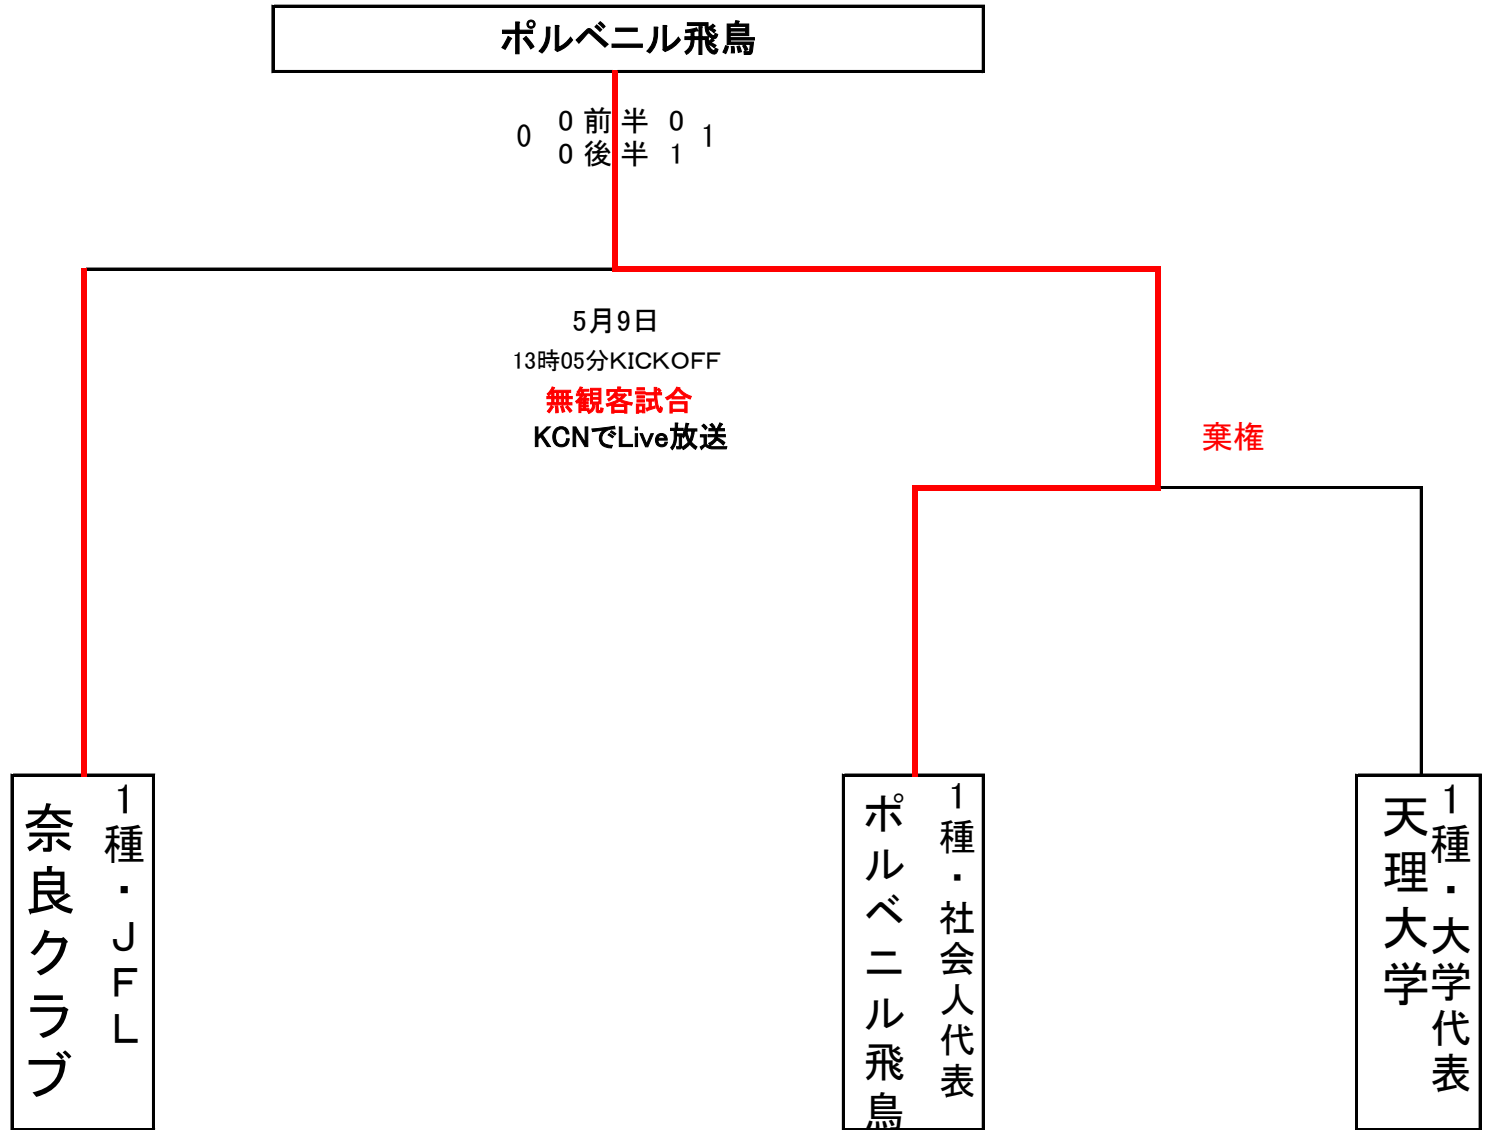 ポルベニル飛鳥
0 0 前 半 0 1
0 後 半 1
5月9日
13時05分KICKOFF
無観客試合
KCNでLive放送
棄権
1種・JFL
奈良クラブ
1種・社会人代表
ポルベニル飛鳥
1種・大学代表
天理大学